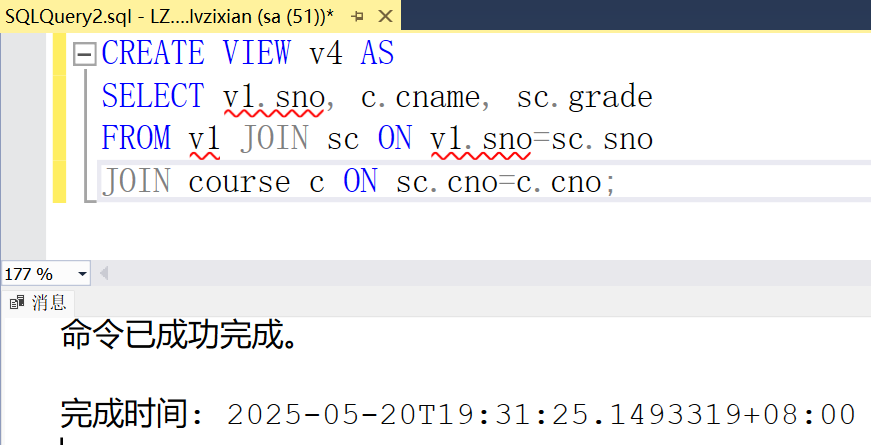 SQLQuery2.sql - LZ....lvzixian (sa (51))*
CREATE VIEW v4 AS
SELECT v1.sno, c.cname, sc.grade
FROM v1 JOIN sc ON v1.sno=sc.sno
JOIN course c ON sc.cno=c.cno;
177 %
消息
命令已成功完成。
完成时间: 2025-05-20T19:31:25.1493319+08:00